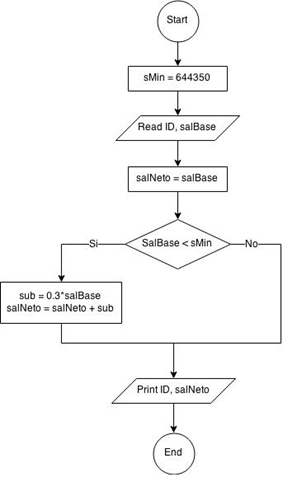 Start
sMin = 644350
Read ID, salBase
salNeto = salBase
SalBase < sMin
Si
No
sub = 0.3*salBase
salNeto = salNeto + sub
Print ID, salNeto
End